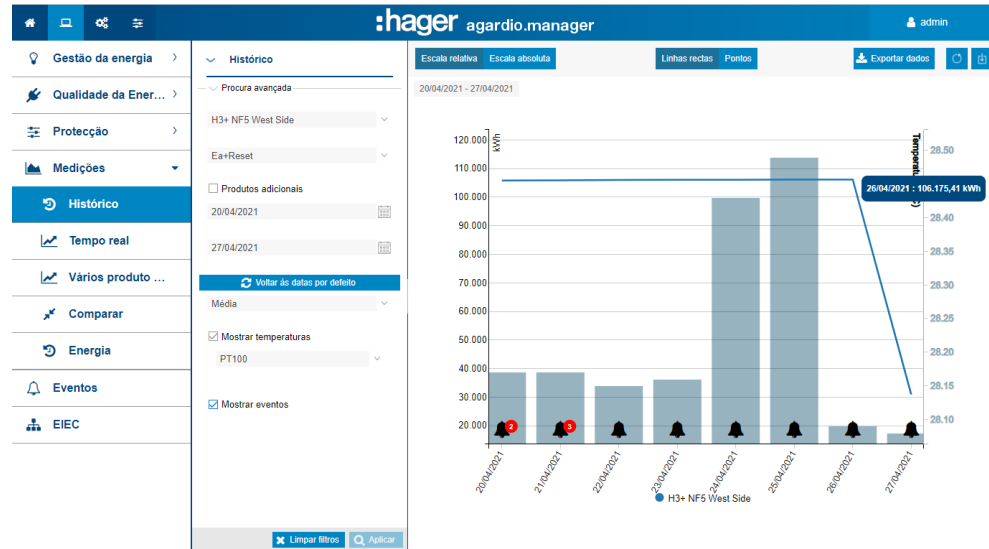 :hager agardio.manager
admin
Gestão da energia
Qualidade da Ener...
Protecção
Medições
Histórico
Tempo real
Vários produto ...
Comparar
Energia
Eventos
EIEC
Histórico
Procura avançada
H3+ NF5 West Side
Ea+Reset
Produtos adicionais
20/04/2021
27/04/2021
Voltar ás datas por defeito
Média
Mostrar temperaturas
PT100
Mostrar eventos
Limpar filtros Aplicar
Escala relativa Escala absoluta Linhas rectas Pontos Exportar dados
20/04/2021 - 27/04/2021
kWh
120.000
110.000
100.000
90.000
80.000
70.000
60.000
50.000
40.000
30.000
20.000
28.50
28.40
28.35
28.30
28.25
28.20
28.15
28.10
26/04/2021 : 106.175,41 kWh
2
3
20/04/2021 21/04/2021 22/04/2021 23/04/2021 24/04/2021 25/04/2021 26/04/2021 27/04/2021
H3+ NF5 West Side